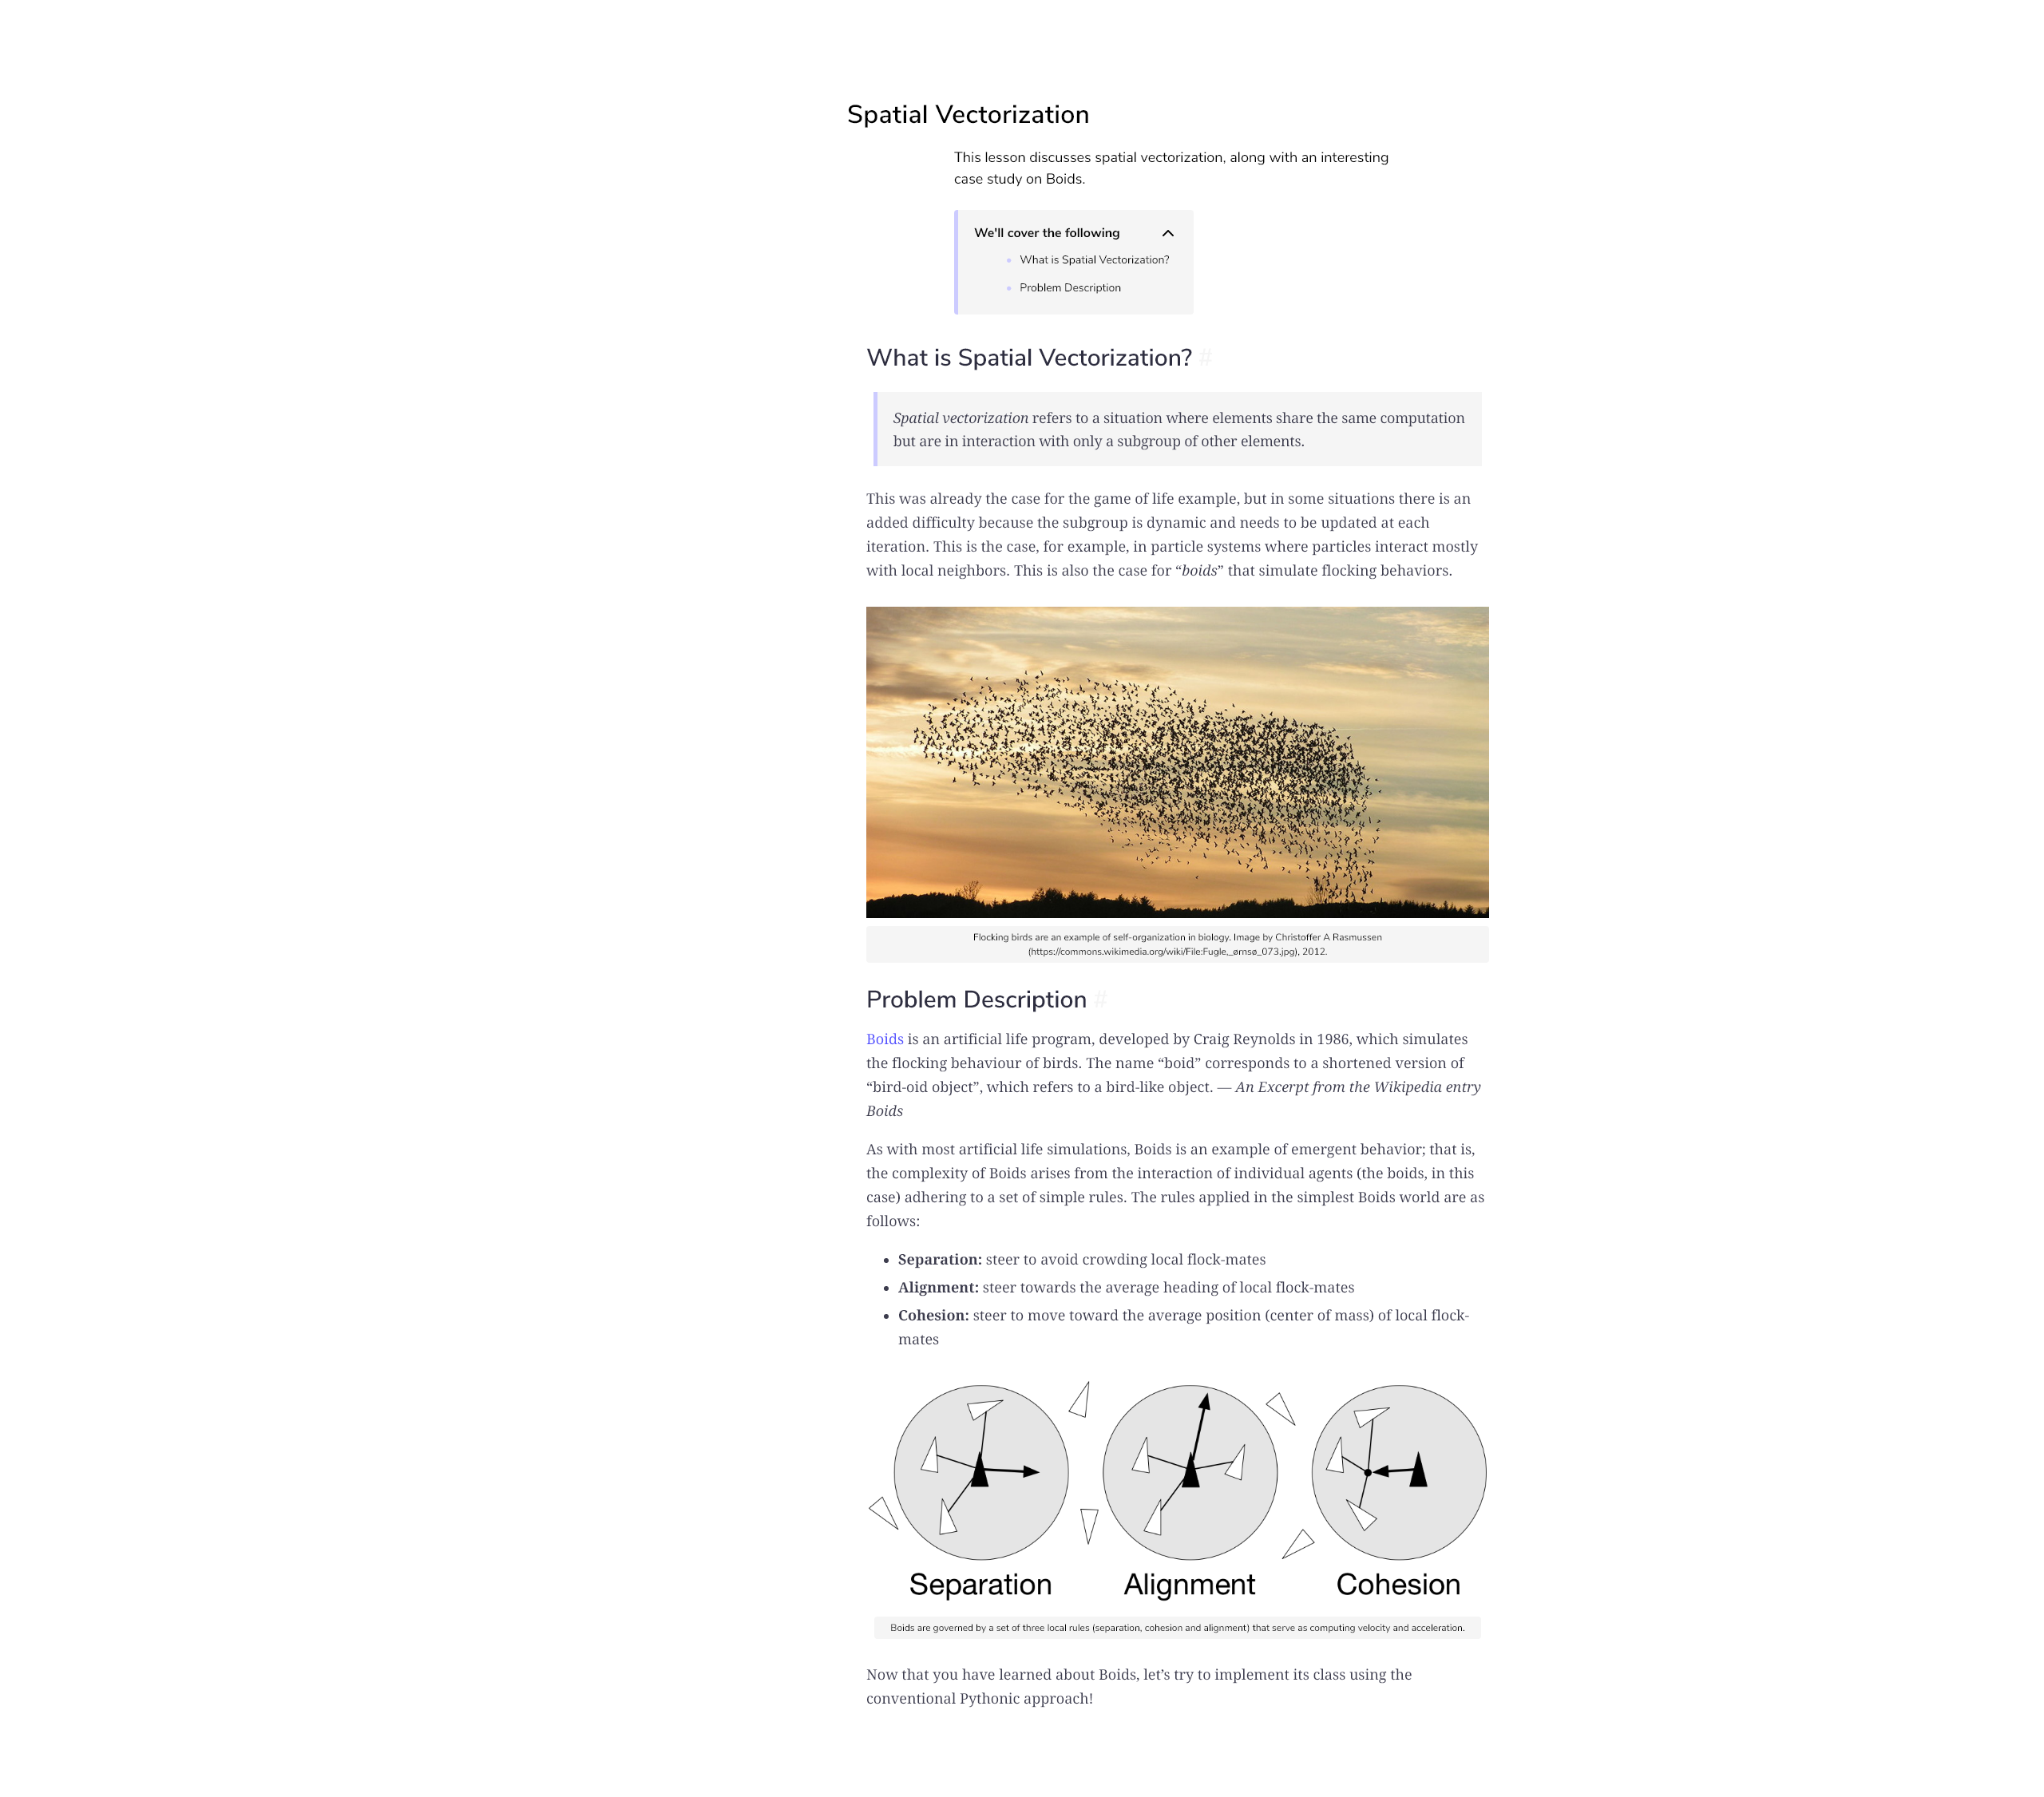 Spatial Vectorization
This lesson discusses spatial vectorization, along with an interesting
case study on Boids.
We'll cover the following
What is Spatial Vectorization?
Problem Description
What is Spatial Vectorization? #
Spatial vectorization refers to a situation where elements share the same computation
but are in interaction with only a subgroup of other elements.
This was already the case for the game of life example, but in some situations there is an
added difficulty because the subgroup is dynamic and needs to be updated at each
iteration. This is the case, for example, in particle systems where particles interact mostly
with local neighbors. This is also the case for “boids” that simulate flocking behaviors.
Flocking birds are an example of self-organization in biology. Image by Christoffer A Rasmussen
(https://commons.wikimedia.org/wiki/File:Fugle,_ørnsø_073.jpg), 2012.
Problem Description #
Boids is an artificial life program, developed by Craig Reynolds in 1986, which simulates
the flocking behaviour of birds. The name “boid” corresponds to a shortened version of
“bird-oid object”, which refers to a bird-like object. — An Excerpt from the Wikipedia entry
Boids
As with most artificial life simulations, Boids is an example of emergent behavior; that is,
the complexity of Boids arises from the interaction of individual agents (the boids, in this
case) adhering to a set of simple rules. The rules applied in the simplest Boids world are as
follows:
• Separation: steer to avoid crowding local flock-mates
• Alignment: steer towards the average heading of local flock-mates
• Cohesion: steer to move toward the average position (center of mass) of local flock-
mates
Separation Alignment Cohesion
Boids are governed by a set of three local rules (separation, cohesion and alignment) that serve as computing velocity and acceleration.
Now that you have learned about Boids, let’s try to implement its class using the
conventional Pythonic approach!